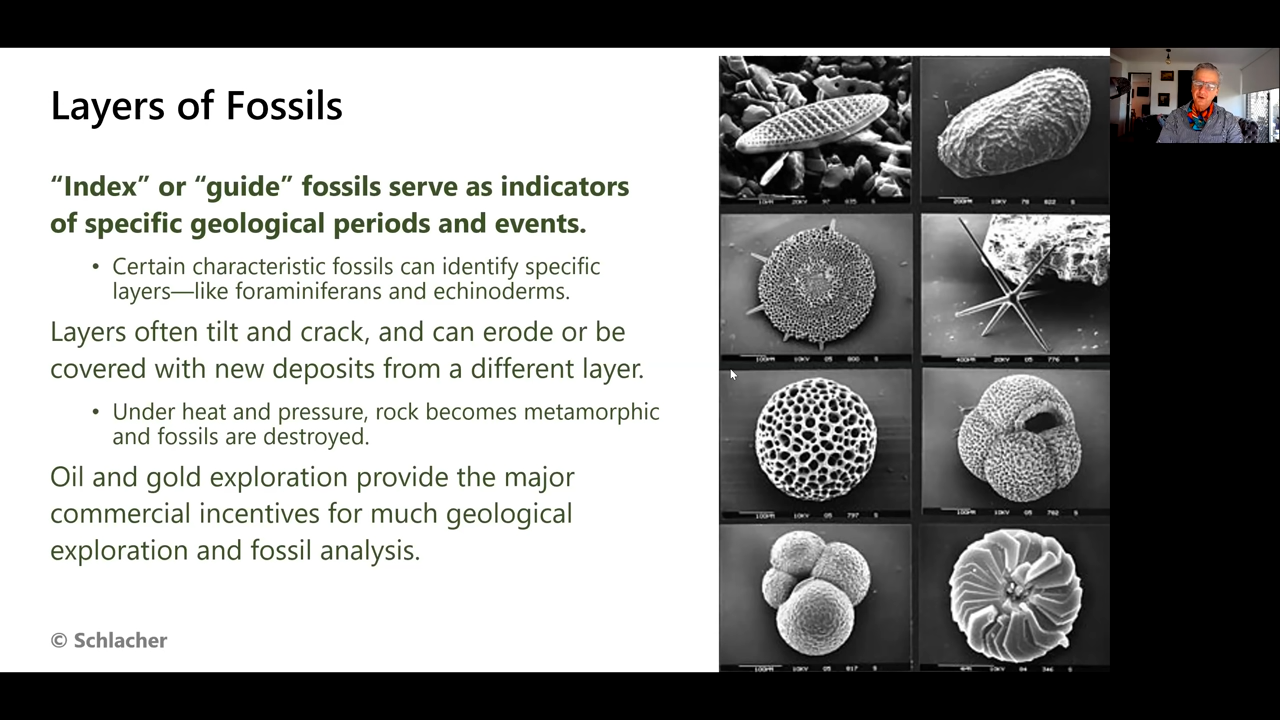 Layers of Fossils
“Index” or “guide” fossils serve as indicators
of specific geological periods and events.
• Certain characteristic fossils can identify specific
layers—like foraminiferans and echinoderms.
Layers often tilt and crack, and can erode or be
covered with new deposits from a different layer.
• Under heat and pressure, rock becomes metamorphic
and fossils are destroyed.
Oil and gold exploration provide the major
commercial incentives for much geological
exploration and fossil analysis.
© Schlacher